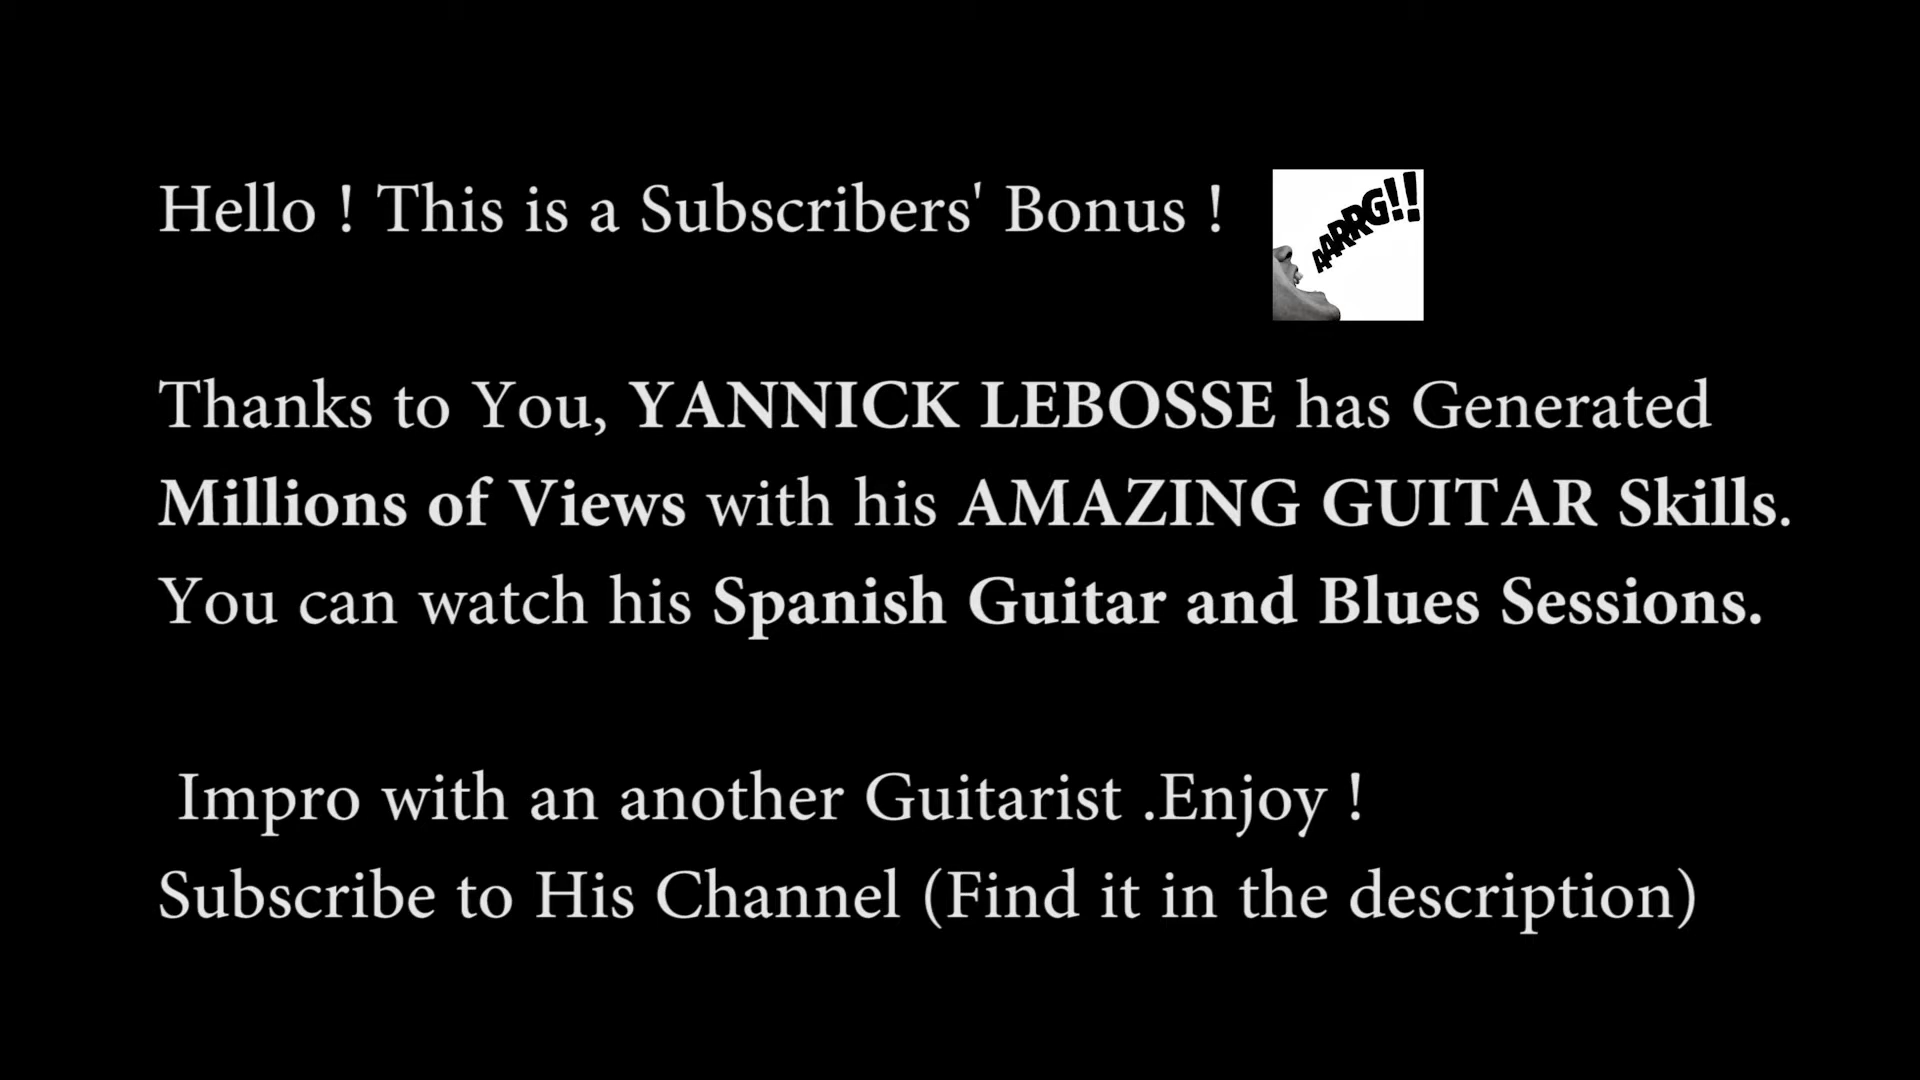 Hello ! This is a Subscribers' Bonus !
AARRG!!
Thanks to You, YANNICK LEBOSSE has Generated
Millions of Views with his AMAZING GUITAR Skills.
You can watch his Spanish Guitar and Blues Sessions.
Impro with an another Guitarist .Enjoy !
Subscribe to His Channel (Find it in the description)